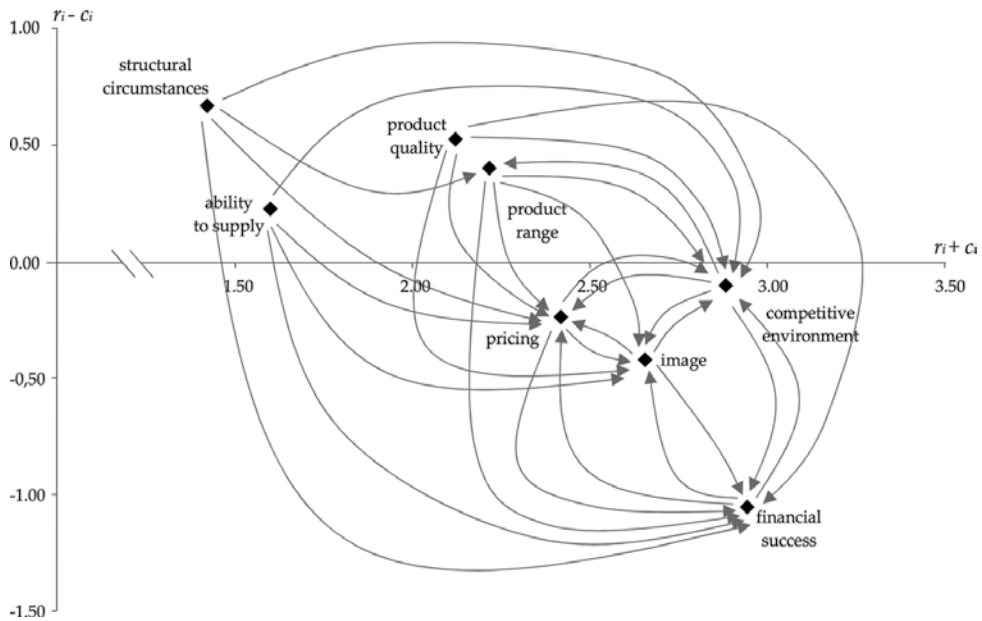 rᵢ - cᵢ
1.00
structural
circumstances
product
quality
0.50
ability
to supply
product
range
0.00
rᵢ + cᵢ
1.50
2.00
2.50
3.00
3.50
competitive
environment
pricing
image
-0,50
-1.00
financial
success
-1.50